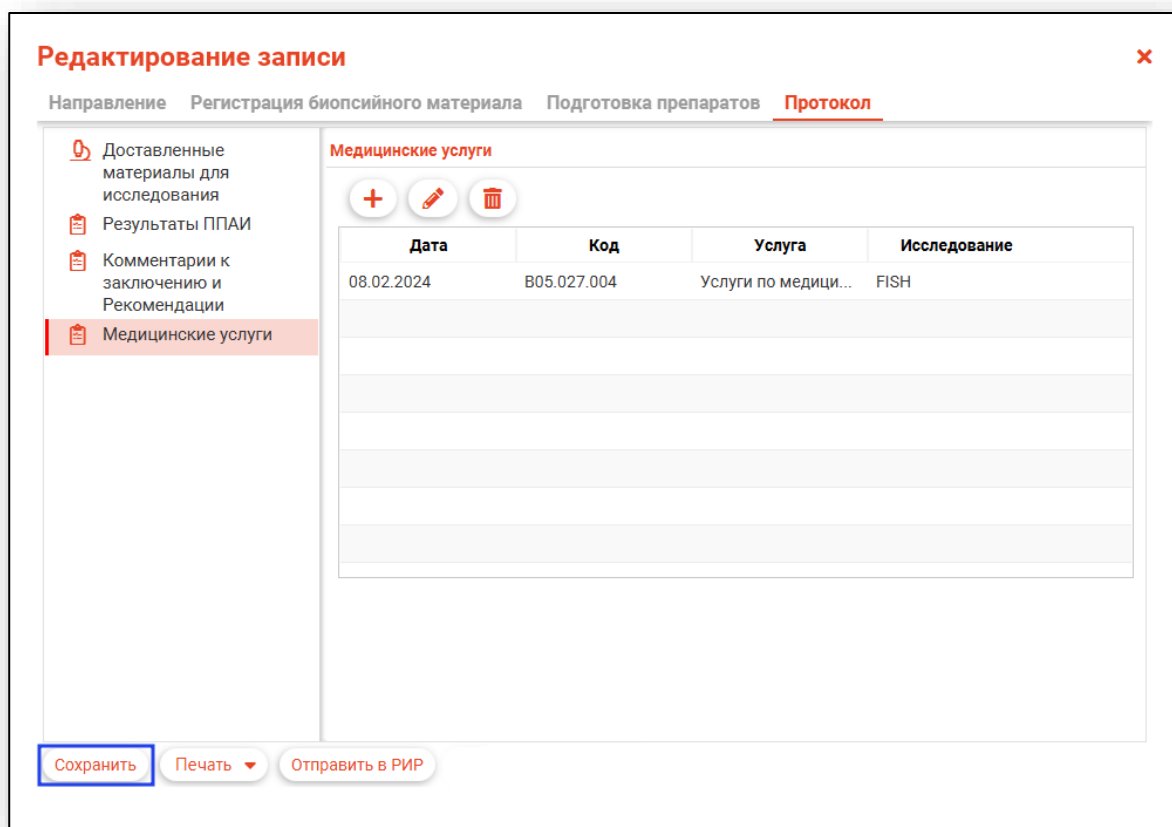 Редактирование записи
Направление Регистрация биопсийного материала Подготовка препаратов Протокол
Доставленные
материалы для
исследования
Результаты ППАИ
Комментарии к
заключению и
Рекомендации
Медицинские услуги
Медицинские услуги
Дата Код Услуга Исследование
08.02.2024 B05.027.004 Услуги по медици... FISH
Сохранить Печать Отправить в РИР